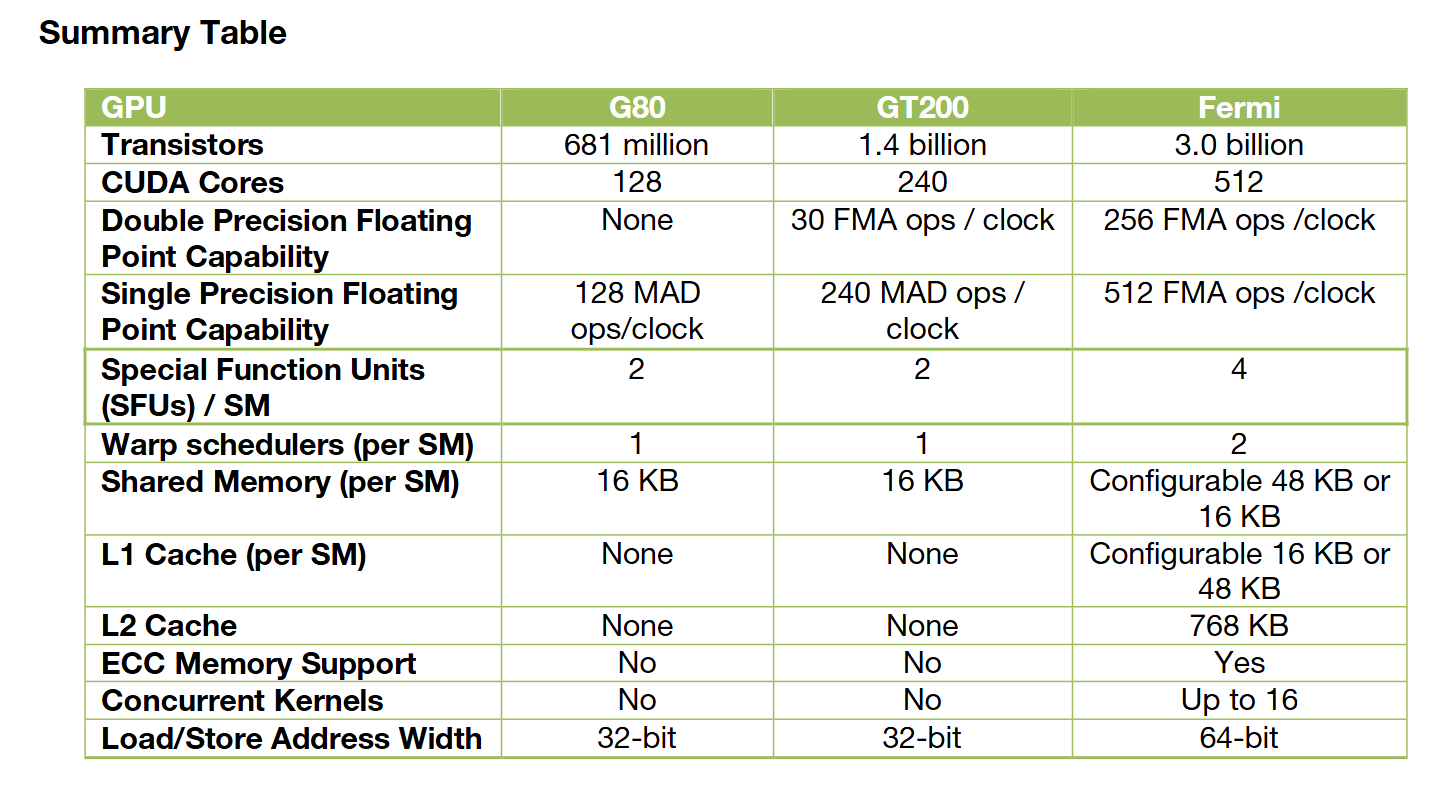 Summary Table
GPU G80 GT200 Fermi
Transistors 681 million 1.4 billion 3.0 billion
CUDA Cores 128 240 512
Double Precision Floating None 30 FMA ops / clock 256 FMA ops /clock
Point Capability
Single Precision Floating 128 MAD 240 MAD ops / 512 FMA ops /clock
Point Capability ops/clock clock
Special Function Units 2 2 4
(SFUs) / SM
Warp schedulers (per SM) 1 1 2
Shared Memory (per SM) 16 KB 16 KB Configurable 48 KB or
16 KB
L1 Cache (per SM) None None Configurable 16 KB or
48 KB
L2 Cache None None 768 KB
ECC Memory Support No No Yes
Concurrent Kernels No No Up to 16
Load/Store Address Width 32-bit 32-bit 64-bit